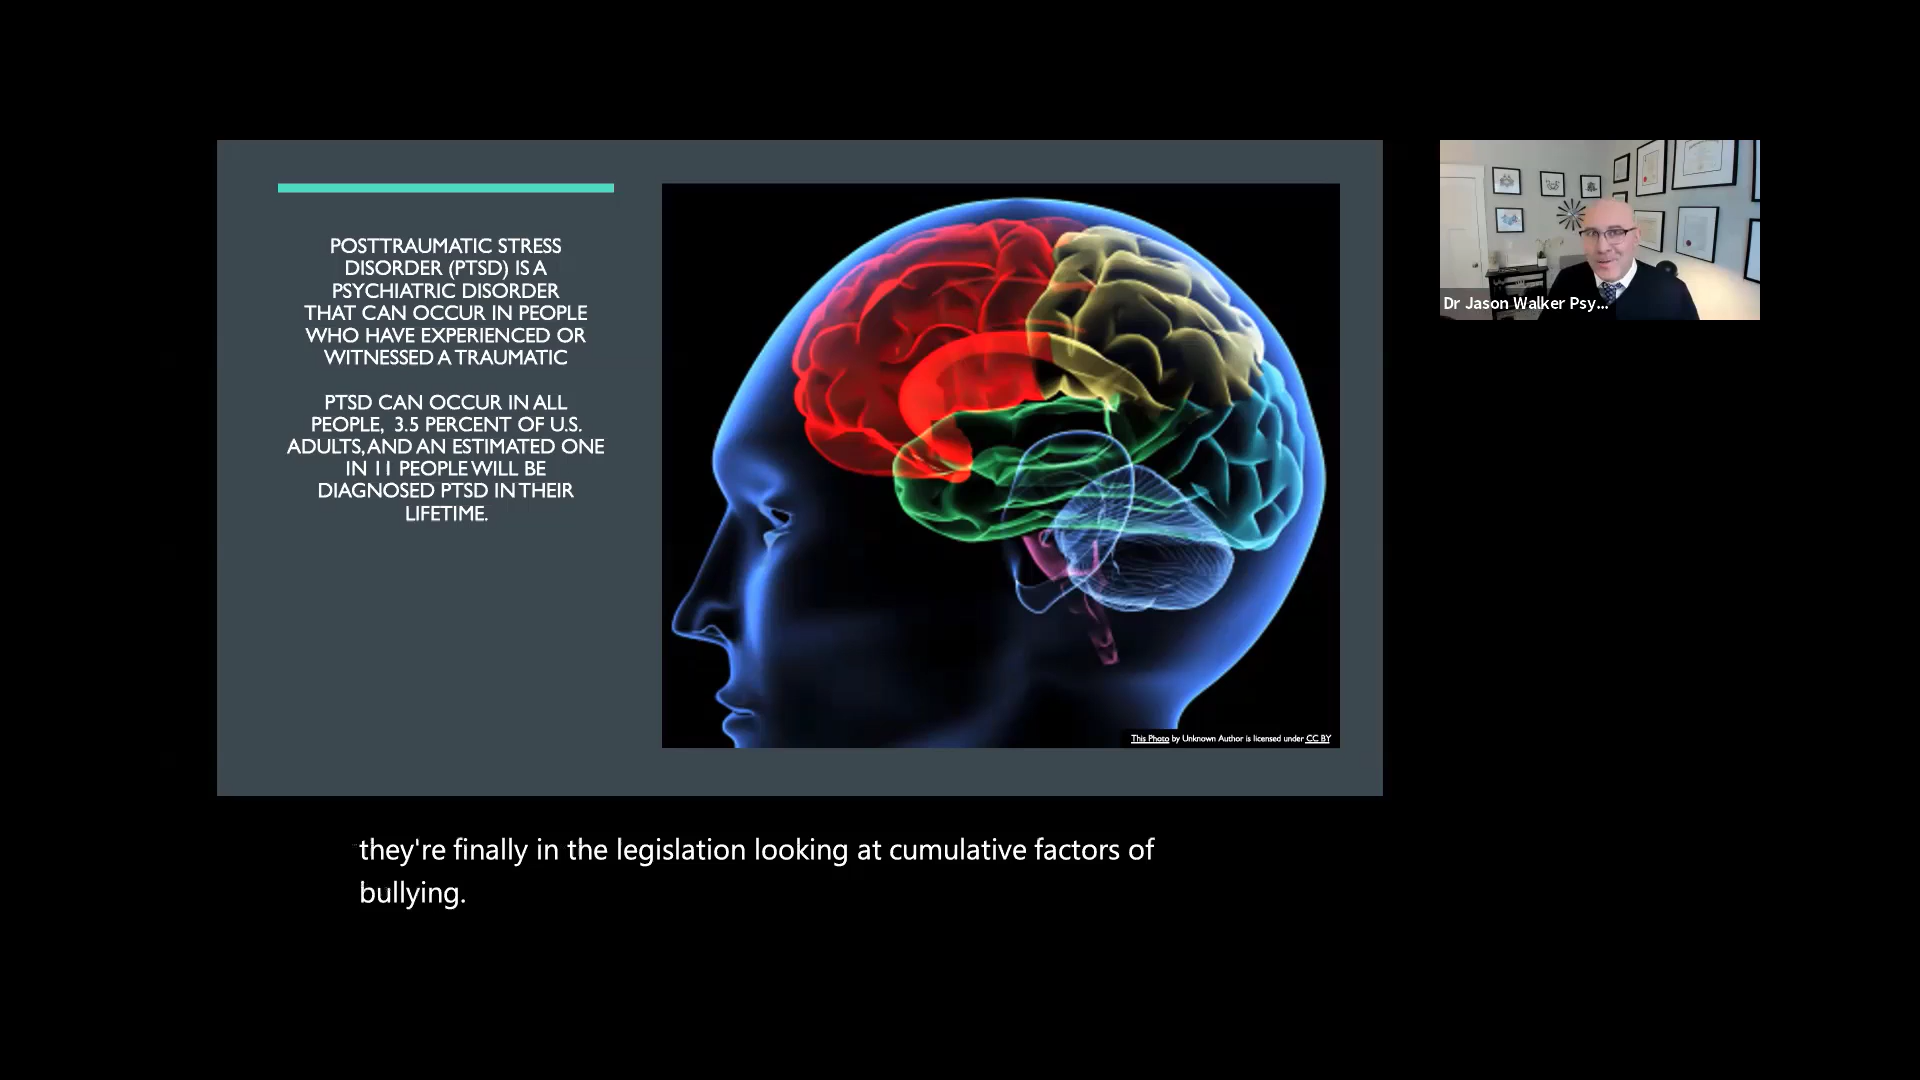 POSTTRAUMATIC STRESS
DISORDER (PTSD) IS A
PSYCHIATRIC DISORDER
THAT CAN OCCUR IN PEOPLE
WHO HAVE EXPERIENCED OR
WITNESSED A TRAUMATIC
PTSD CAN OCCUR IN ALL
PEOPLE, 3.5 PERCENT OF U.S.
ADULTS, AND AN ESTIMATED ONE
IN 11 PEOPLE WILL BE
DIAGNOSED PTSD IN THEIR
LIFETIME.
This Photo by Unknown Author is licensed under CC BY
Dr Jason Walker Psy...
they're finally in the legislation looking at cumulative factors of
bullying.